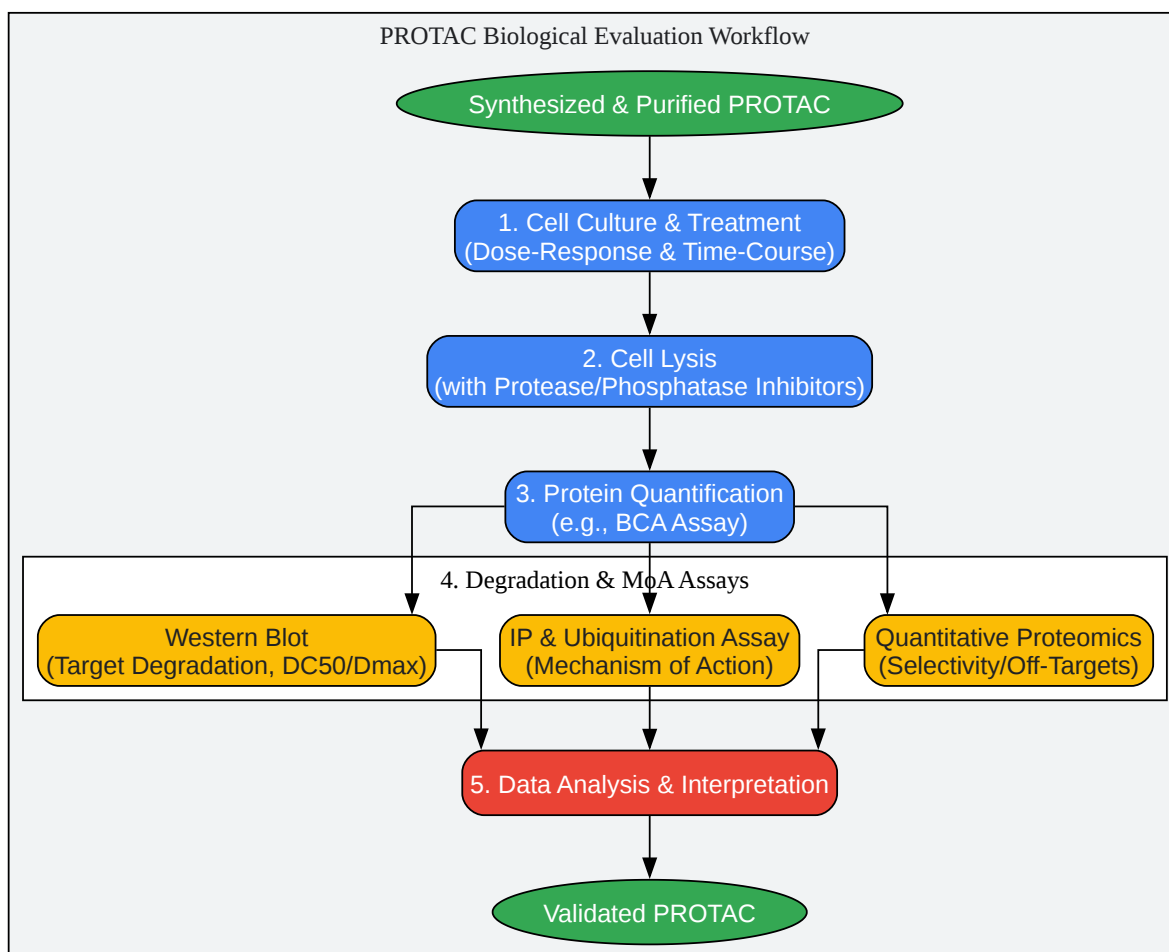 PROTAC Biological Evaluation Workflow
Synthesized & Purified PROTAC
1. Cell Culture & Treatment
(Dose-Response & Time-Course)
2. Cell Lysis
(with Protease/Phosphatase Inhibitors)
3. Protein Quantification
(e.g., BCA Assay)
4. Degradation & MoA Assays
Western Blot
(Target Degradation, DC50/Dmax)
IP & Ubiquitination Assay
(Mechanism of Action)
Quantitative Proteomics
(Selectivity/Off-Targets)
5. Data Analysis & Interpretation
Validated PROTAC